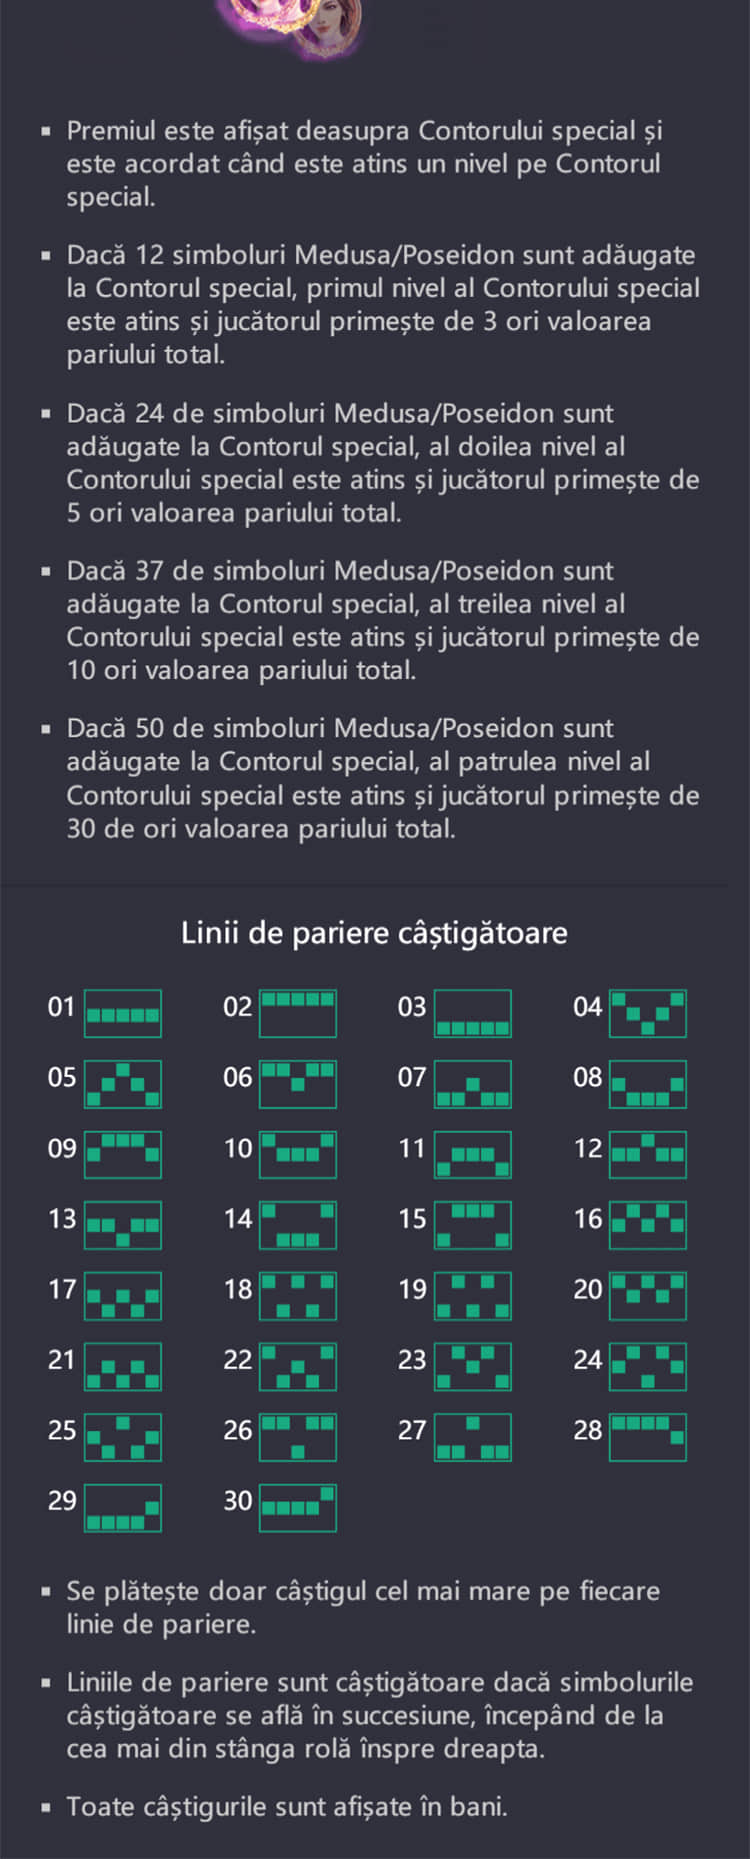 Premiul este afișat deasupra Contorului special și
este acordat când este atins un nivel pe Contorul
special.
Dacă 12 simboluri Medusa/Poseidon sunt adăugate
la Contorul special, primul nivel al Contorului special
este atins și jucătorul primește de 3 ori valoarea
pariului total.
Dacă 24 de simboluri Medusa/Poseidon sunt
adăugate la Contorul special, al doilea nivel al
Contorului special este atins și jucătorul primește de
5 ori valoarea pariului total.
Dacă 37 de simboluri Medusa/Poseidon sunt
adăugate la Contorul special, al treilea nivel al
Contorului special este atins și jucătorul primește de
10 ori valoarea pariului total.
Dacă 50 de simboluri Medusa/Poseidon sunt
adăugate la Contorul special, al patrulea nivel al
Contorului special este atins și jucătorul primește de
30 de ori valoarea pariului total.
Linii de pariere câștigătoare
01 02 03 04
05 06 07 08
09 10 11 12
13 14 15 16
17 18 19 20
21 22 23 24
25 26 27 28
29 30
Se plătește doar câștigul cel mai mare pe fiecare
linie de pariere.
Liniile de pariere sunt câștigătoare dacă simbolurile
câștigătoare se află în succesiune, începând de la
cea mai din stânga rolă înspre dreapta.
Toate câștigurile sunt afișate în bani.